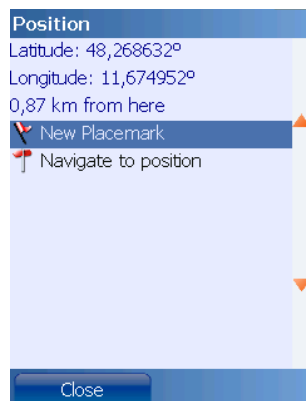 Position
Latitude: 48,268632º
Longitude: 11,674952º
0,87 km from here
New Placemark
Navigate to position
Close